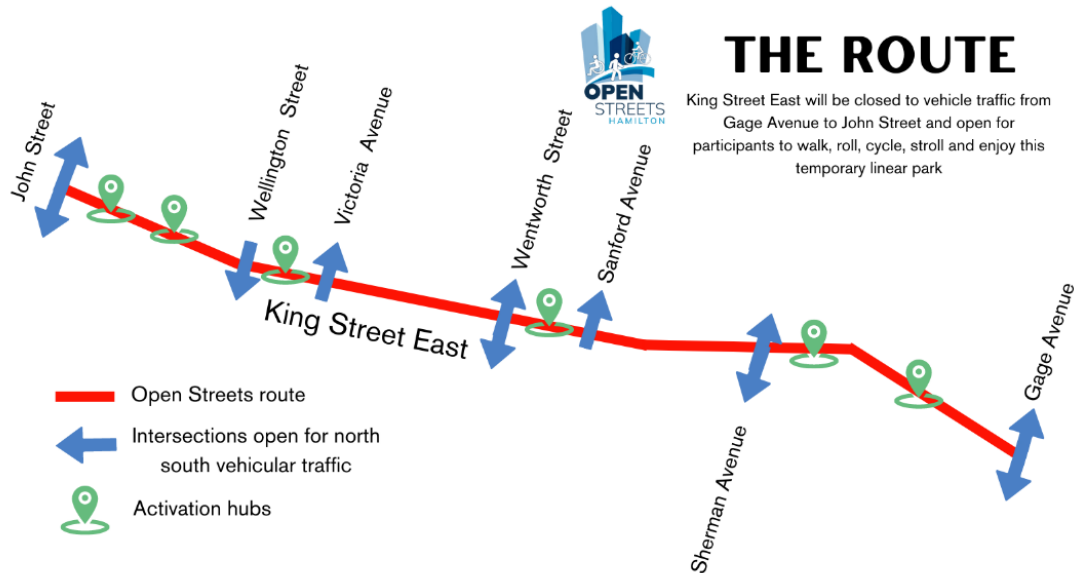 THE ROUTE
King Street East will be closed to vehicle traffic from
Gage Avenue to John Street and open for
participants to walk, roll, cycle, stroll and enjoy this
temporary linear park
OPEN
STREETS
HAMILTON
John Street
Wellington Street
Victoria Avenue
Wentworth Street
Sanford Avenue
Sherman Avenue
Gage Avenue
King Street East
Open Streets route
Intersections open for north
south vehicular traffic
Activation hubs